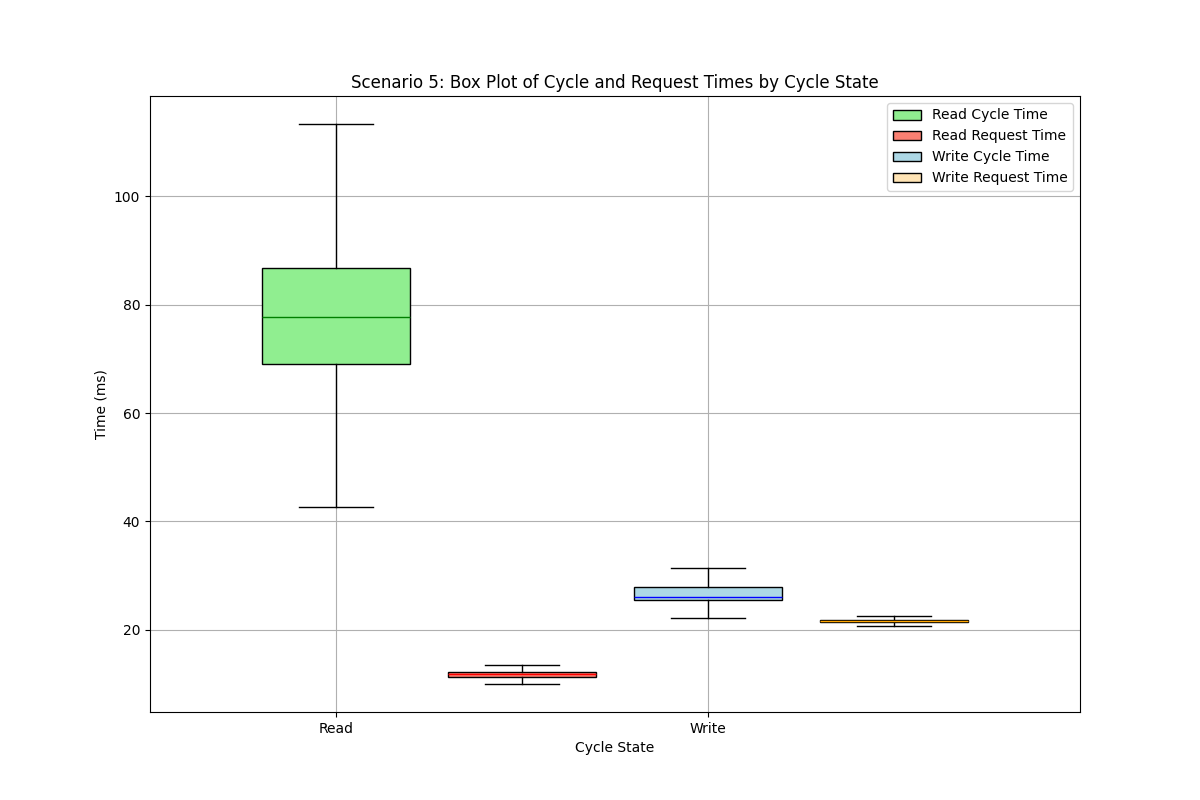 Scenario 5: Box Plot of Cycle and Request Times by Cycle State
Read Cycle Time
Read Request Time
Write Cycle Time
Write Request Time
100
80
60
40
20
Time (ms)
Read
Write
Cycle State